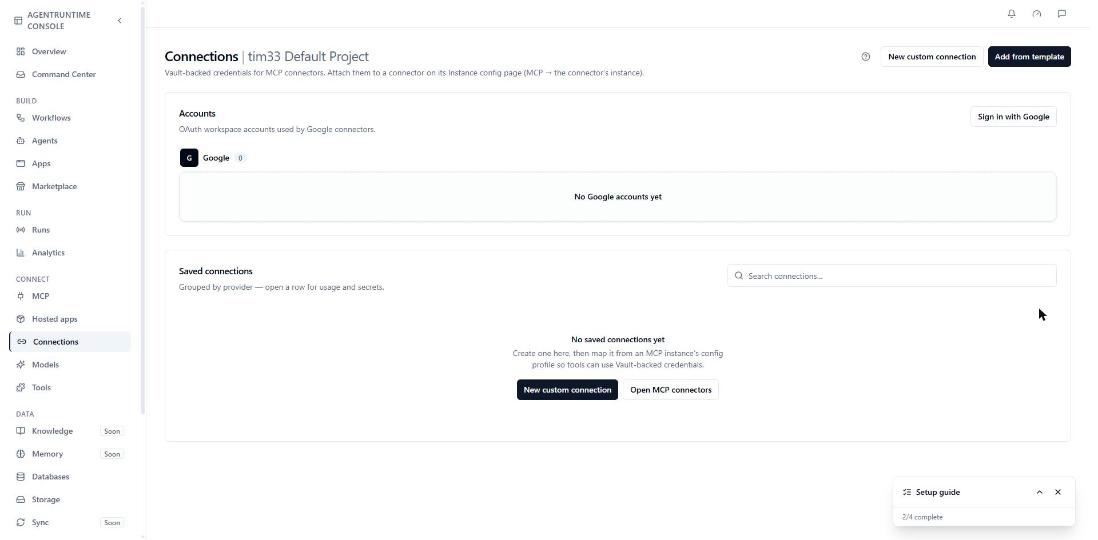 AGENTRUNTIME
CONSOLE
Overview
Command Center
BUILD
Workflows
Agents
Apps
Marketplace
RUN
Runs
Analytics
CONNECT
MCP
Hosted apps
Connections
Models
Tools
DATA
Knowledge Soon
Memory Soon
Databases
Storage
Sync Soon
Connections | tim33 Default Project
Vault-backed credentials for MCP connectors. Attach them to a connector on its Instance config page (MCP → the connector's instance).
New custom connection
Add from template
Accounts
OAuth workspace accounts used by Google connectors.
Sign in with Google
G Google 0
No Google accounts yet
Saved connections
Grouped by provider — open a row for usage and secrets.
Search connections...
No saved connections yet
Create one here, then map it from an MCP instance's config
profile so tools can use Vault-backed credentials.
New custom connection
Open MCP connectors
Setup guide
2/4 complete